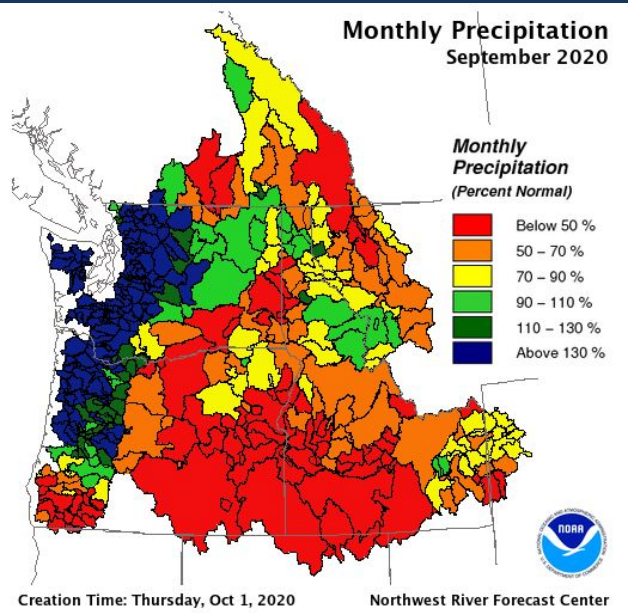 Monthly Precipitation
September 2020
Monthly
Precipitation
(Percent Normal)
Below 50 %
50 – 70 %
70 – 90 %
90 – 110 %
110 – 130 %
Above 130 %
NOAA
Creation Time: Thursday, Oct 1, 2020
Northwest River Forecast Center